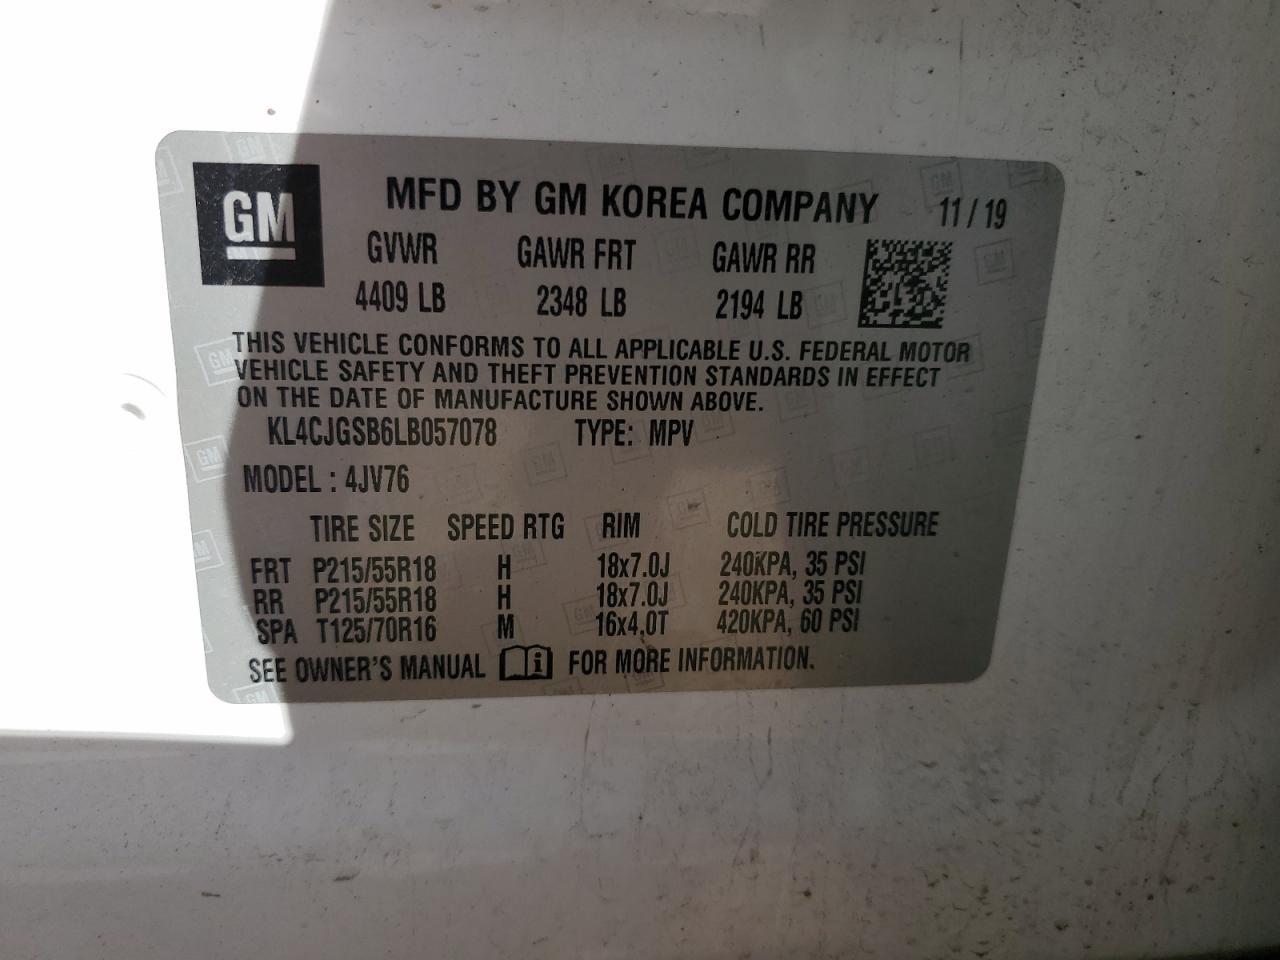 GM MFD BY GM KOREA COMPANY 11 / 19
GVWR GAWR FRT GAWR RR
4409 LB 2348 LB 2194 LB
THIS VEHICLE CONFORMS TO ALL APPLICABLE U.S. FEDERAL MOTOR
VEHICLE SAFETY AND THEFT PREVENTION STANDARDS IN EFFECT
ON THE DATE OF MANUFACTURE SHOWN ABOVE.
KL4CJGSB6LB057078 TYPE: MPV
MODEL : 4JV76
TIRE SIZE SPEED RTG RIM COLD TIRE PRESSURE
FRT P215/55R18 H 18x7.0J 240KPA, 35 PSI
RR P215/55R18 H 18x7.0J 240KPA, 35 PSI
SPA T125/70R16 M 16x4.0T 420KPA, 60 PSI
SEE OWNER'S MANUAL i FOR MORE INFORMATION.